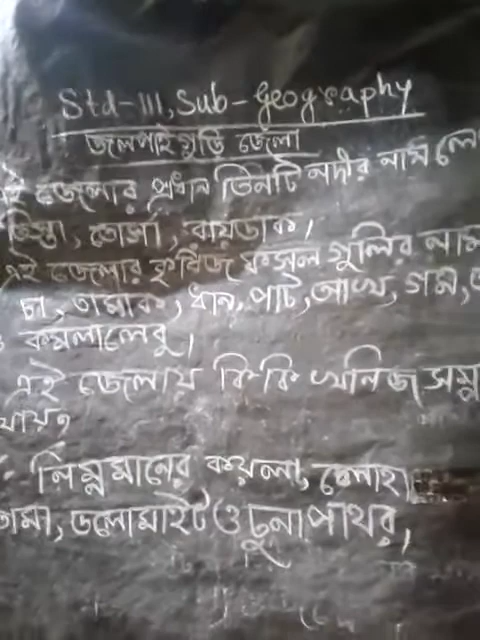 Std-III, Sub-Geography
জলপাইগুড়ি জেলা
এই জেলার প্রধান তিনটি নদীর নাম লে
তিস্তা, তোর্সা, রায়ডাক।
এই জেলার কৃষিজ ফসল গুলির নাম
চা, তামাক, ধান, পাট, আখ, গম,
কমলালেবু।
এই জেলায় কি-কি খনিজ সম্প
যায়?
নিম্নমানের কয়লা, লোহা
তামা, ডলোমাইট ও চুনাপাথর,